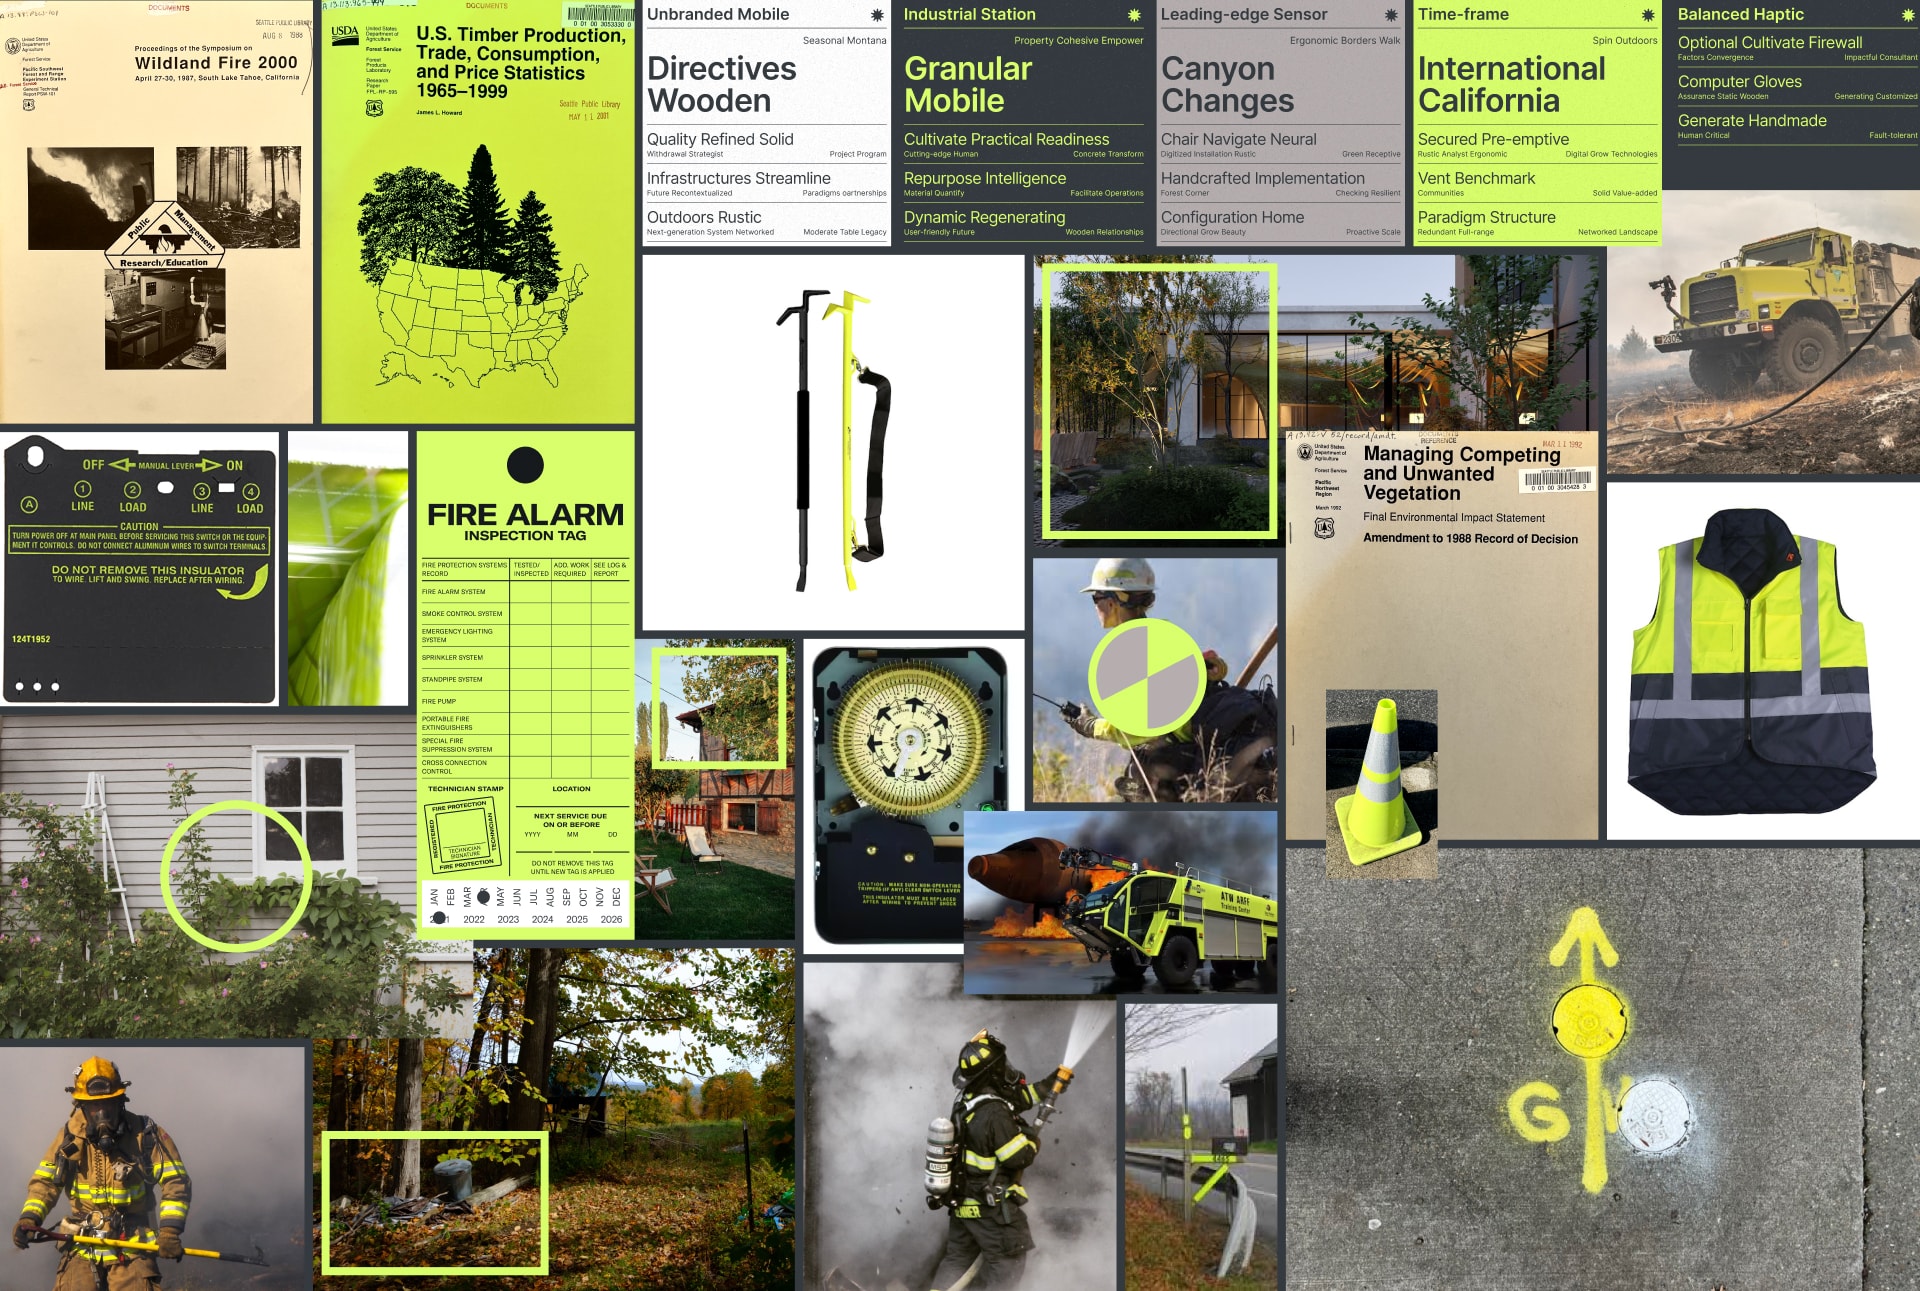 DOCUMENTS
SEATTLE PUBLIC LIBRARY
AUG 8 1988
United States
Department of
Agriculture
Forest Service
Pacific Southwest
Forest and Range
Experiment Station
General Technical
Report PSW-101
Proceedings of the Symposium on
Wildland Fire 2000
April 27-30, 1987, South Lake Tahoe, California
Public
Management
Research/Education
DOCUMENTS
0 01 00 3053330 0
USDA
United States
Department of
Agriculture
Forest Service
Forest
Products
Laboratory
Research
Paper
FPL-RP-595
U.S. Timber Production,
Trade, Consumption,
and Price Statistics
1965–1999
James L. Howard
Seattle Public Library
MAY 11 2001
Unbranded Mobile
Seasonal Montana
Directives
Wooden
Quality Refined Solid
Withdrawal Strategist
Project Program
Infrastructures Streamline
Future Recontextualized
Paradigms oartnerships
Outdoors Rustic
Next-generation System Networked
Moderate Table Legacy
Industrial Station
Property Cohesive Empower
Granular
Mobile
Cultivate Practical Readiness
Cutting-edge Human
Concrete Transform
Repurpose Intelligence
Material Quantify
Facilitate Operations
Dynamic Regenerating
User-friendly Future
Wooden Relationships
Leading-edge Sensor
Ergonomic Borders Walk
Canyon
Changes
Chair Navigate Neural
Digitized Installation Rustic
Green Receptive
Handcrafted Implementation
Forest Corner
Checking Resilient
Configuration Home
Directional Grow Beauty
Proactive Scale
Time-frame
Spin Outdoors
International
California
Secured Pre-emptive
Rustic Analyst Ergonomic
Digital Grow Technologies
Vent Benchmark
Communities
Solid Value-added
Paradigm Structure
Redundant Full-range
Networked Landscape
Balanced Haptic
Optional Cultivate Firewall
Factors Convergence
Impactful Consultant
Computer Gloves
Assurance Static Wooden
Generating Customized
Generate Handmade
Human Critical
Fault-tolerant
OFF MANUAL LEVER ON
A
1 2 3 4
LINE LOAD LINE LOAD
CAUTION
TURN POWER OFF AT MAIN PANEL BEFORE SERVICING THIS SWITCH OR THE EQUIP-
MENT IT CONTROLS. DO NOT CONNECT ALUMINUM WIRES TO SWITCH TERMINALS.
DO NOT REMOVE THIS INSULATOR
TO WIRE. LIFT AND SWING. REPLACE AFTER WIRING.
124T1952
FIRE ALARM
INSPECTION TAG
FIRE PROTECTION SYSTEMS
RECORD
TESTED/
INSPECTED
ADD. WORK
REQUIRED
SEE LOG &
REPORT
FIRE ALARM SYSTEM
SMOKE CONTROL SYSTEM
EMERGENCY LIGHTING
SYSTEM
SPRINKLER SYSTEM
STANDPIPE SYSTEM
FIRE PUMP
PORTABLE FIRE
EXTINGUISHERS
SPECIAL FIRE
SUPPRESSION SYSTEM
CROSS CONNECTION
CONTROL
TECHNICIAN STAMP
FIRE PROTECTION
REGISTERED
TECHNICIAN
TECHNICIAN
SIGNATURE
FIRE PROTECTION
LOCATION
NEXT SERVICE DUE
ON OR BEFORE
YYYY MM DD
DO NOT REMOVE THIS TAG
UNTIL NEW TAG IS APPLIED
JAN FEB MAR MAY JUN JUL AUG SEP OCT NOV DEC
2022 2023 2024 2025 2026
DOCUMENTS
REFERENCE
MAR 11 1992
United States
Department of
Agriculture
Forest Service
Pacific
Northwest
Region
March 1992
Managing Competing
and Unwanted
Vegetation
0 01 00 3045428 3
Final Environmental Impact Statement
Amendment to 1988 Record of Decision
CAUTION: MAKE SURE NON-OPERATING
TRIPPERS (IF ANY) CLEAR SWITCH LEVER
THIS INSULATOR MUST BE REPLACED
AFTER WIRING TO PREVENT SHOCK
ATW ARFF
Training Center
MSA
G